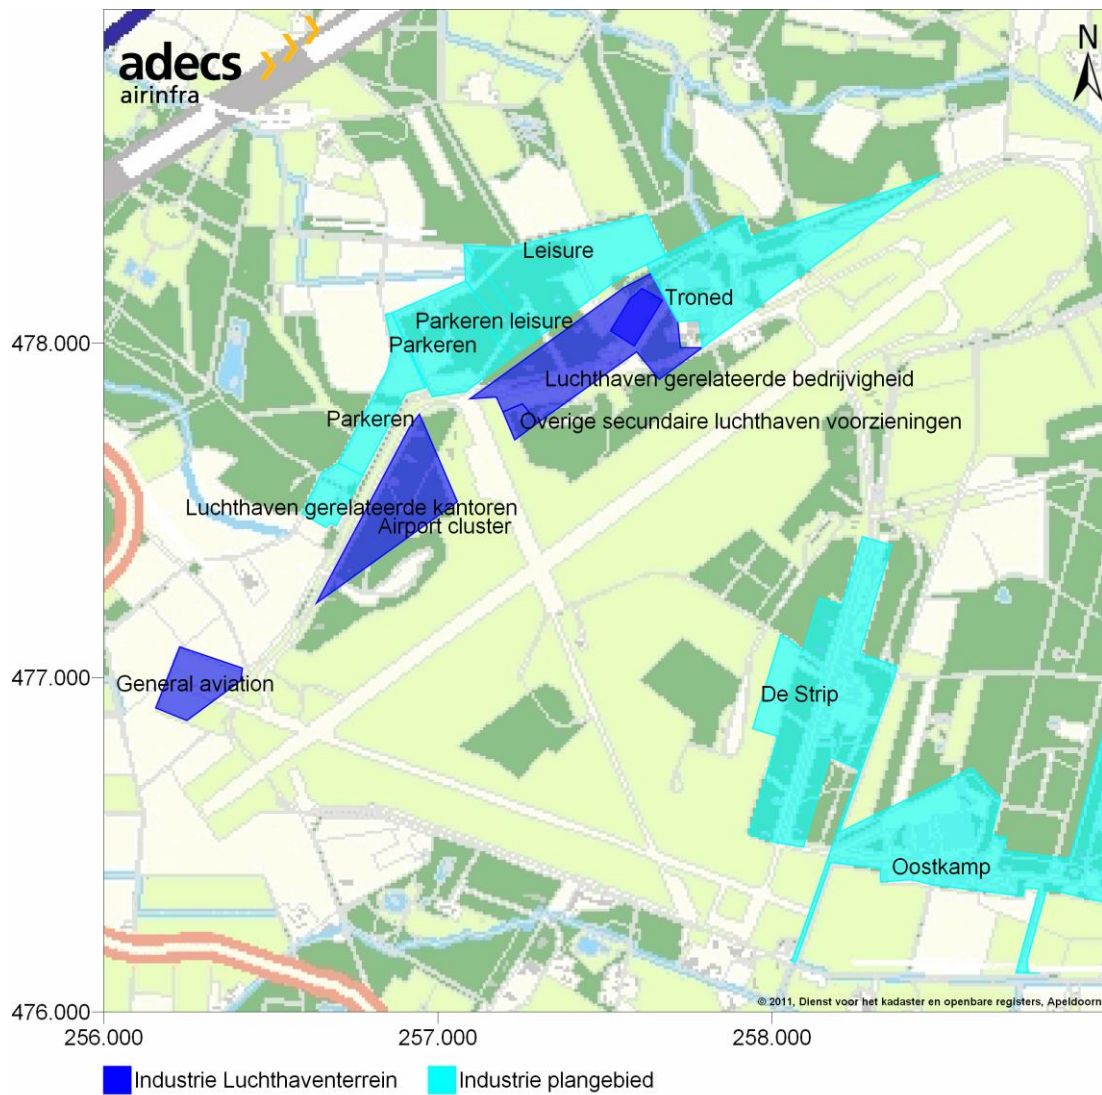 adecs
airinfra
N
Leisure
Troned
Parkeren leisure
478.000
Parkeren
Luchthaven gerelateerde bedrijvigheid
Parkeren
Overige secundaire luchthaven voorzieningen
Luchthaven gerelateerde kantoren
Airport cluster
477.000
General aviation
De Strip
Oostkamp
© 2011, Dienst voor het kadaster en openbare registers, Apeldoorn
476.000
256.000 257.000 258.000
Industrie Luchthaventerrein Industrie plangebied